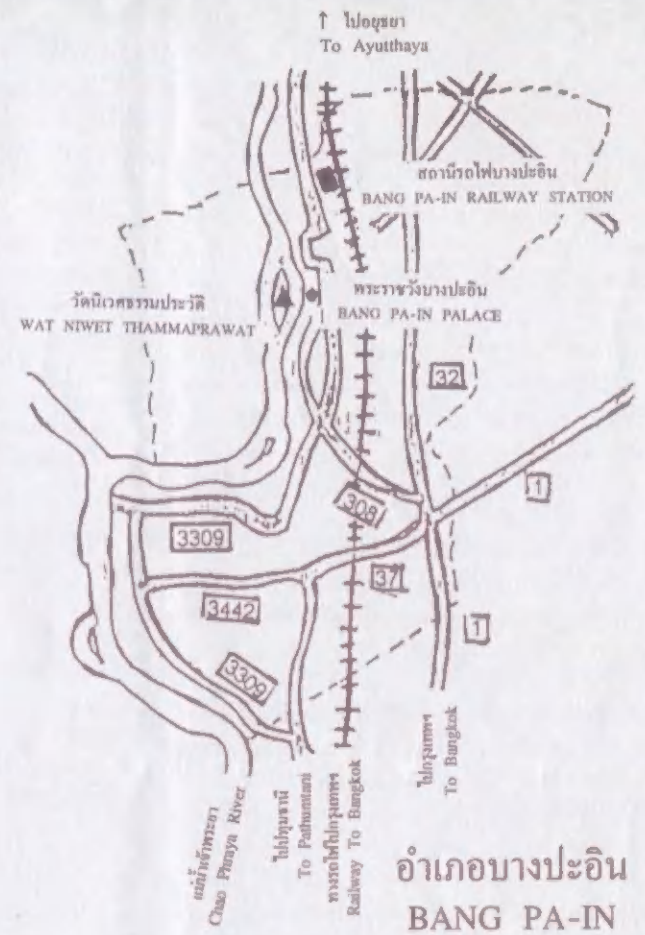 ↑ ไปอยุธยา
To Ayutthaya
สถานีรถไฟบางปะอิน
BANG PA-IN RAILWAY STATION
วัดนิเวศธรรมประวัติ
WAT NIWET THAMMAPRAWAT
พระราชวังบางปะอิน
BANG PA-IN PALACE
32
1
308
3309
37
3442
1
3309
แม่น้ำเจ้าพระยา
Chao Phraya River
ไปปทุมธานี
To Pathumtani
ทางรถไฟไปกรุงเทพฯ
Railway To Bangkok
ไปกรุงเทพฯ
To Bangkok
อำเภอบางปะอิน
BANG PA-IN